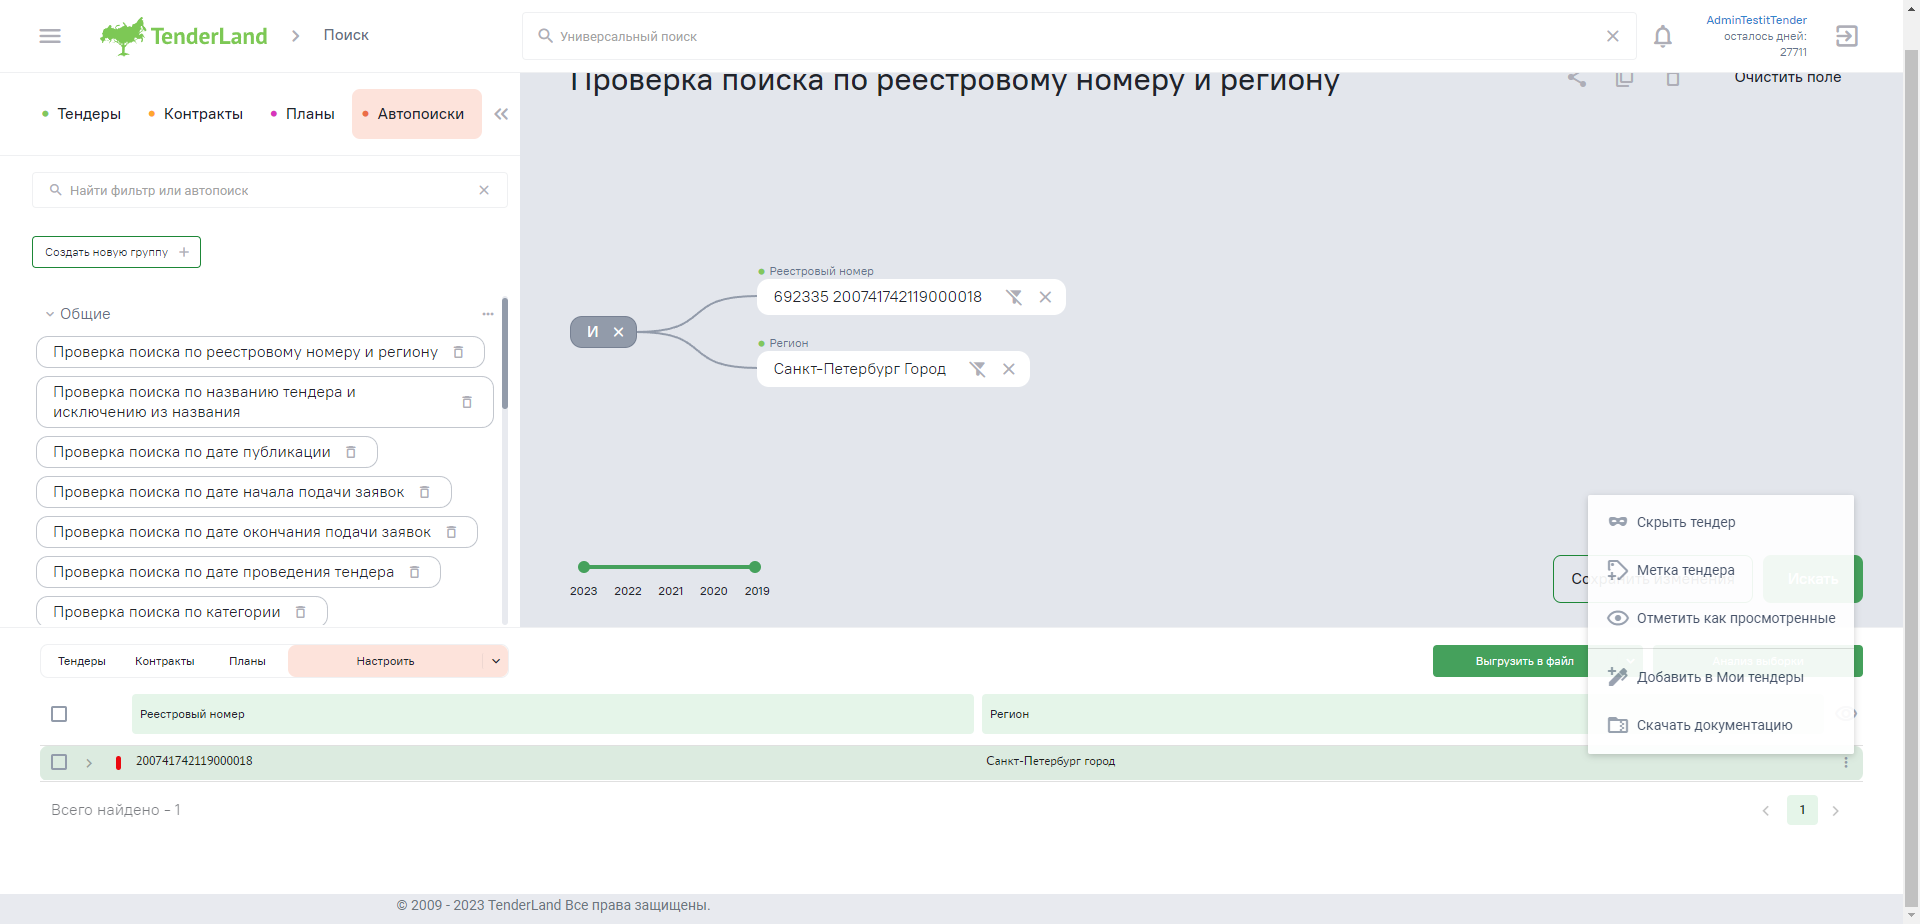 TenderLand
Поиск
Универсальный поиск
AdminTestitTender
осталось дней:
27711
Тендеры
Контракты
Планы
Автопоиски
Проверка поиска по реестровому номеру и региону
Очистить поле
Найти фильтр или автопоиск
Создать новую группу
Общие
Проверка поиска по реестровому номеру и региону
Проверка поиска по названию тендера и
исключению из названия
Проверка поиска по дате публикации
Проверка поиска по дате начала подачи заявок
Проверка поиска по дате окончания подачи заявок
Проверка поиска по дате проведения тендера
Проверка поиска по категории
Реестровый номер
692335 200741742119000018
И
Регион
Санкт-Петербург Город
2023 2022 2021 2020 2019
Сохранить изменения
Искать
Скрыть тендер
Метка тендера
Отметить как просмотренные
Добавить в Мои тендеры
Скачать документацию
Тендеры
Контракты
Планы
Настроить
Выгрузить в файл
Анализ выборки
Реестровый номер
Регион
200741742119000018
Санкт-Петербург город
Всего найдено - 1
1
© 2009 - 2023 TenderLand Все права защищены.